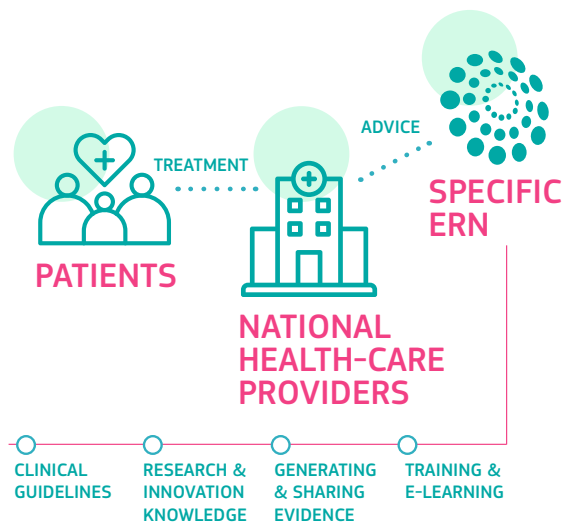 ADVICE
TREATMENT
SPECIFIC
ERN
PATIENTS
NATIONAL
HEALTH-CARE
PROVIDERS
CLINICAL
GUIDELINES
RESEARCH &
INNOVATION
KNOWLEDGE
GENERATING
& SHARING
EVIDENCE
TRAINING &
E-LEARNING